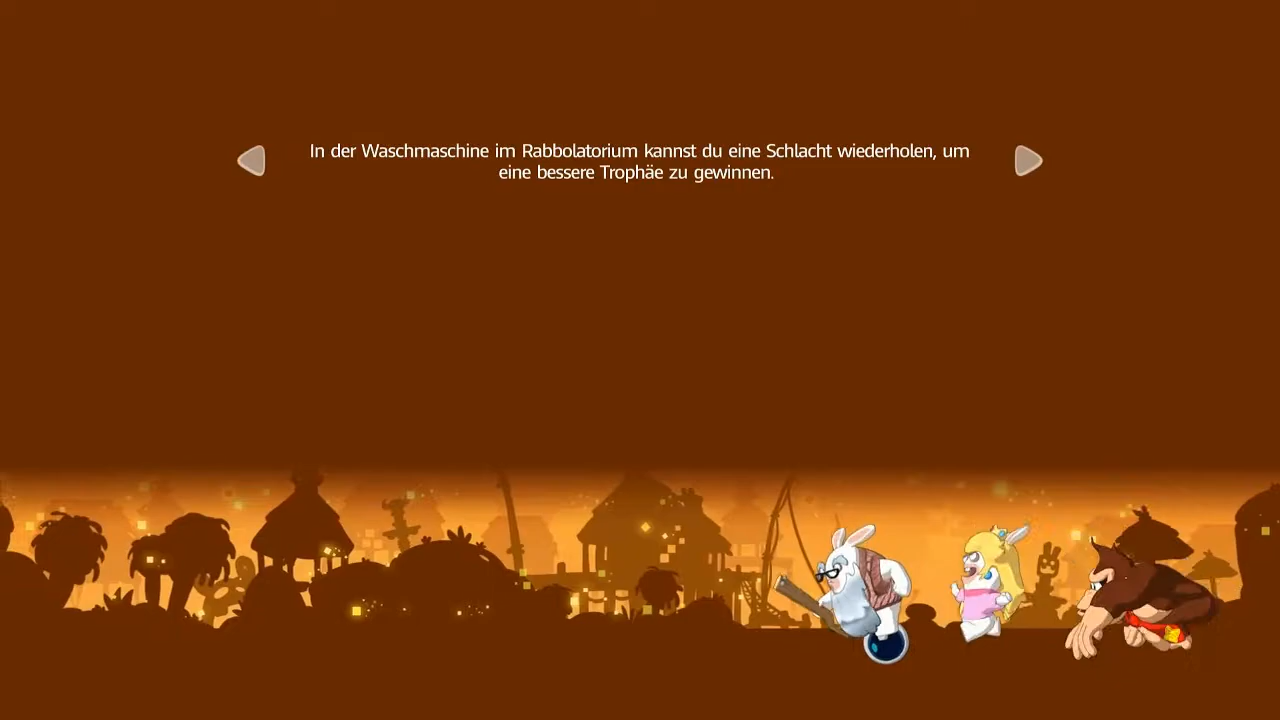 In der Waschmaschine im Rabbolatorium kannst du eine Schlacht wiederholen, um
eine bessere Trophäe zu gewinnen.